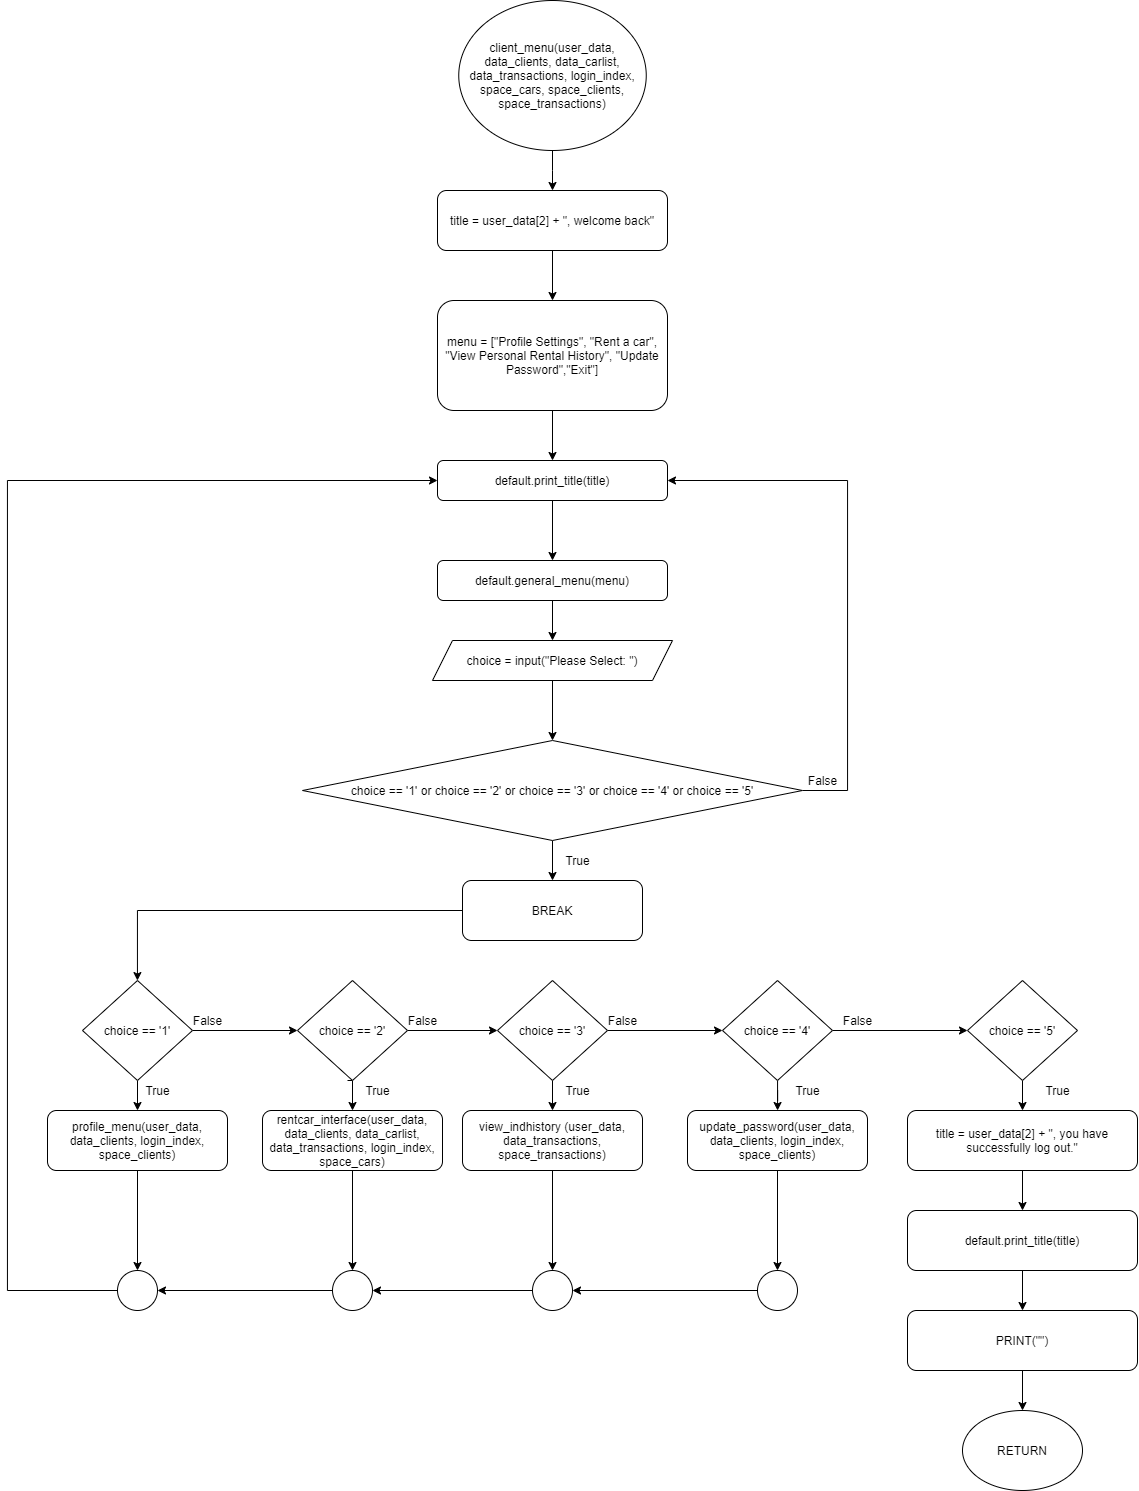 client_menu(user_data,
data_clients, data_carlist,
data_transactions, login_index,
space_cars, space_clients,
space_transactions)
title = user_data[2] + ", welcome back"
menu = ["Profile Settings", "Rent a car",
"View Personal Rental History", "Update
Password","Exit"]
default.print_title(title)
default.general_menu(menu)
choice = input("Please Select: ")
choice == '1' or choice == '2' or choice == '3' or choice == '4' or choice == '5'
False
True
BREAK
choice == '1'
False
choice == '2'
False
choice == '3'
False
choice == '4'
False
choice == '5'
True
True
True
True
True
profile_menu(user_data,
data_clients, login_index,
space_clients)
rentcar_interface(user_data,
data_clients, data_carlist,
data_transactions, login_index,
space_cars)
view_indhistory (user_data,
data_transactions,
space_transactions)
update_password(user_data,
data_clients, login_index,
space_clients)
title = user_data[2] + ", you have
successfully log out."
default.print_title(title)
PRINT("")
RETURN